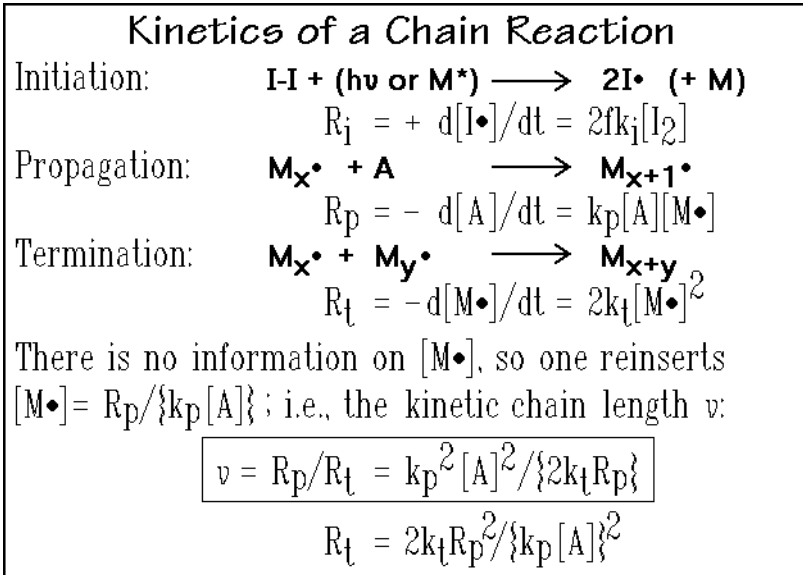 Kinetics of a Chain Reaction
Initiation: I-I + (hν or M*) ⟶ 2I• (+ M)
Rᵢ = + d[I•]/dt = 2fkᵢ[I₂]
Propagation: Mₓ• + A ⟶ Mₓ₊₁•
Rₚ = - d[A]/dt = kₚ[A][M•]
Termination: Mₓ• + M_y• ⟶ M_x+y
Rₜ = -d[M•]/dt = 2kₜ[M•]²
There is no information on [M•], so one reinserts
[M•]= Rₚ/{kₚ[A]} ; i.e., the kinetic chain length ν:
ν = Rₚ/Rₜ = kₚ²[A]²/{2kₜRₚ}
Rₜ = 2kₜRₚ²/{kₚ[A]}²